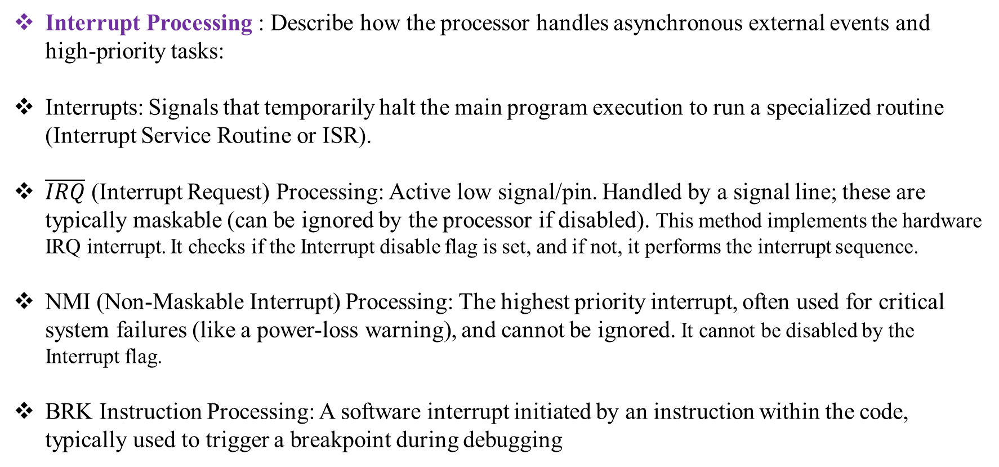 ❖ Interrupt Processing : Describe how the processor handles asynchronous external events and
high-priority tasks:
❖ Interrupts: Signals that temporarily halt the main program execution to run a specialized routine
(Interrupt Service Routine or ISR).
❖ I̅R̅Q̅ (Interrupt Request) Processing: Active low signal/pin. Handled by a signal line; these are
typically maskable (can be ignored by the processor if disabled). This method implements the hardware
IRQ interrupt. It checks if the Interrupt disable flag is set, and if not, it performs the interrupt sequence.
❖ NMI (Non-Maskable Interrupt) Processing: The highest priority interrupt, often used for critical
system failures (like a power-loss warning), and cannot be ignored. It cannot be disabled by the
Interrupt flag.
❖ BRK Instruction Processing: A software interrupt initiated by an instruction within the code,
typically used to trigger a breakpoint during debugging